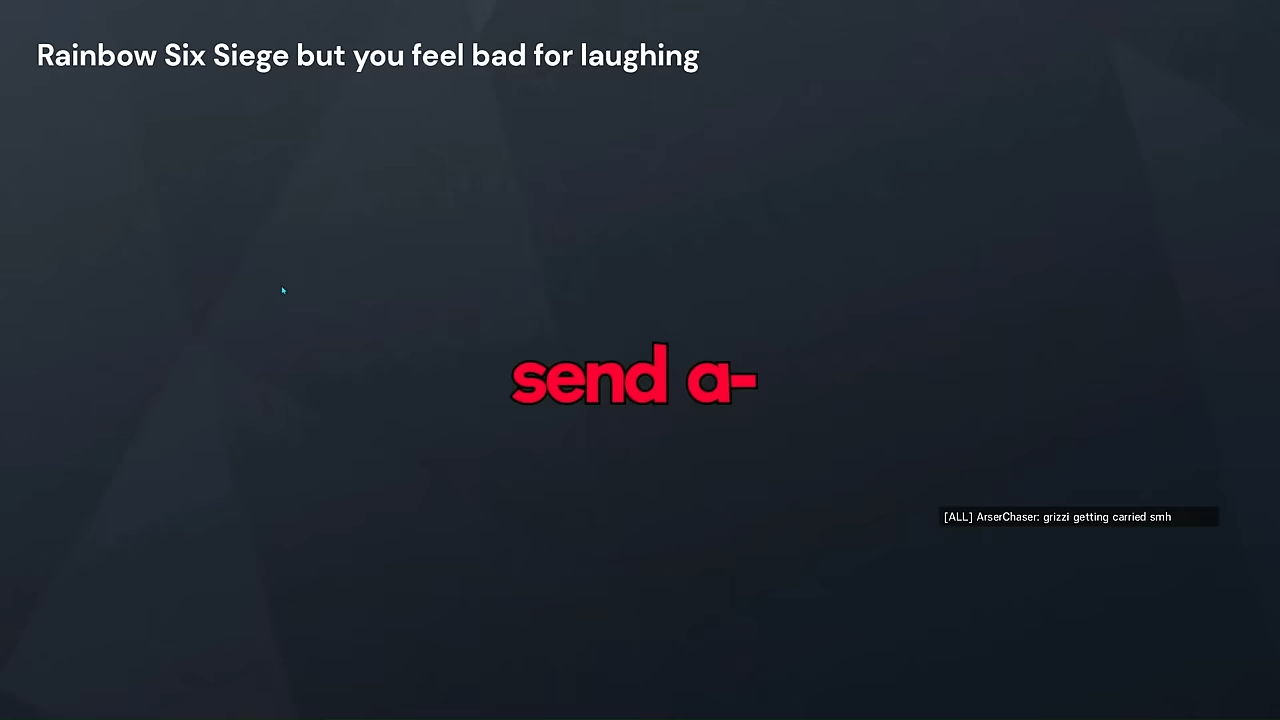 Rainbow Six Siege but you feel bad for laughing
send a-
[ALL] ArserChaser: grizzi getting carried smh